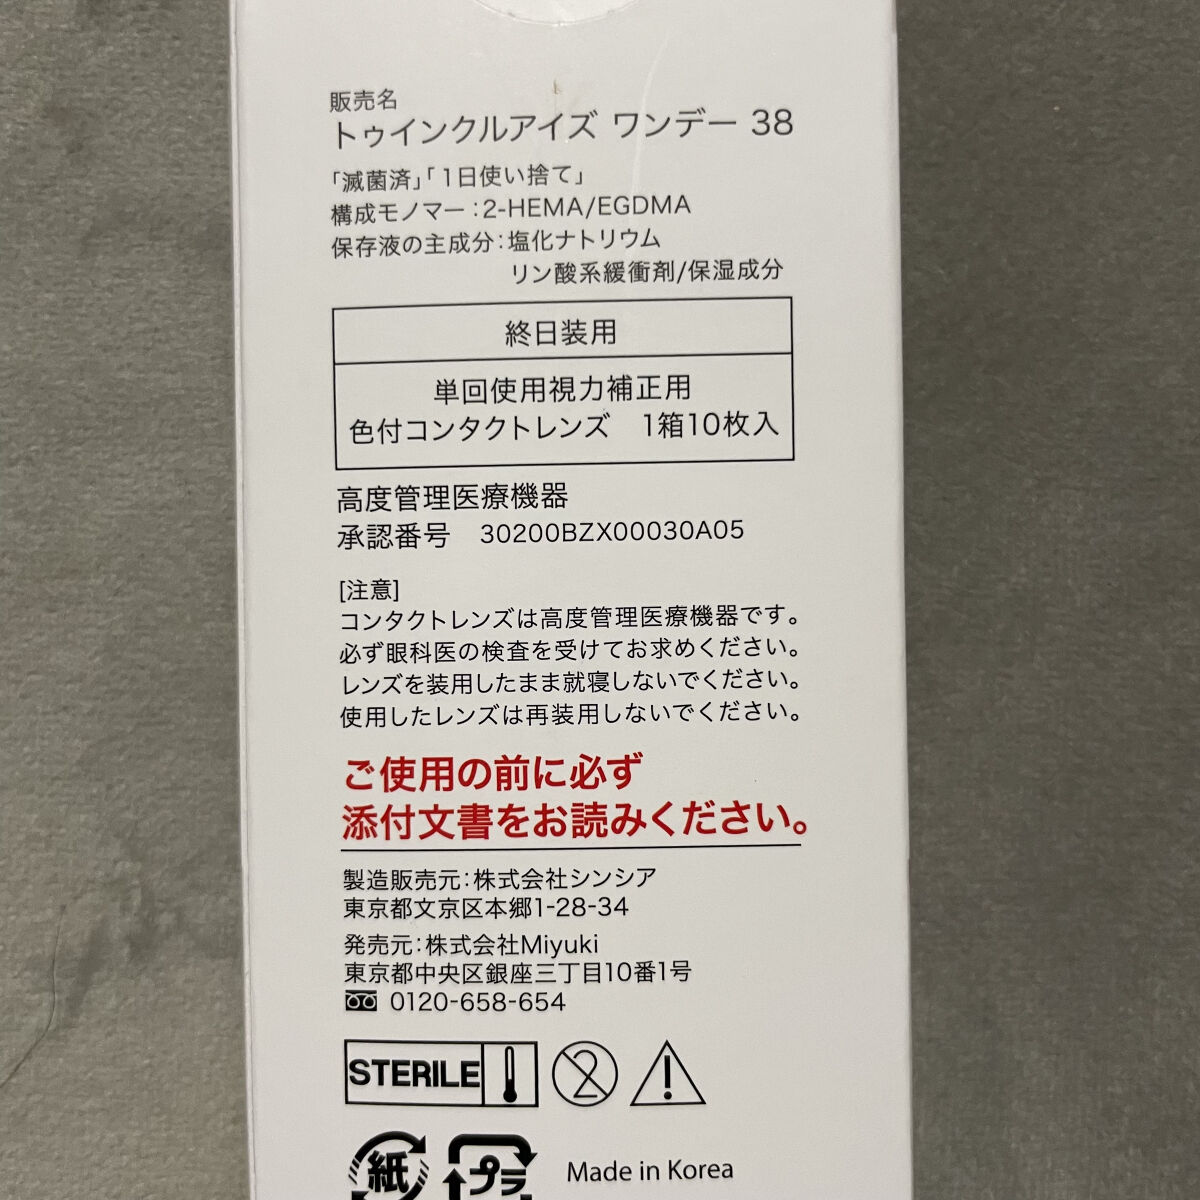 販売名
トゥインクルアイズ ワンデー 38
「滅菌済」「1日使い捨て」
構成モノマー:2-HEMA/EGDMA
保存液の主成分:塩化ナトリウム
リン酸系緩衝剤/保湿成分
終日装用
単回使用視力補正用
色付コンタクトレンズ 1箱10枚入
高度管理医療機器
承認番号 30200BZX00030A05
[注意]
コンタクトレンズは高度管理医療機器です。
必ず眼科医の検査を受けてお求めください。
レンズを装用したまま就寝しないでください。
使用したレンズは再装用しないでください。
ご使用の前に必ず
添付文書をお読みください。
製造販売元:株式会社シンシア
東京都文京区本郷1-28-34
発売元:株式会社Miyuki
東京都中央区銀座三丁目10番1号
0120-658-654
STERILE 2 !
紙 プラ Made in Korea